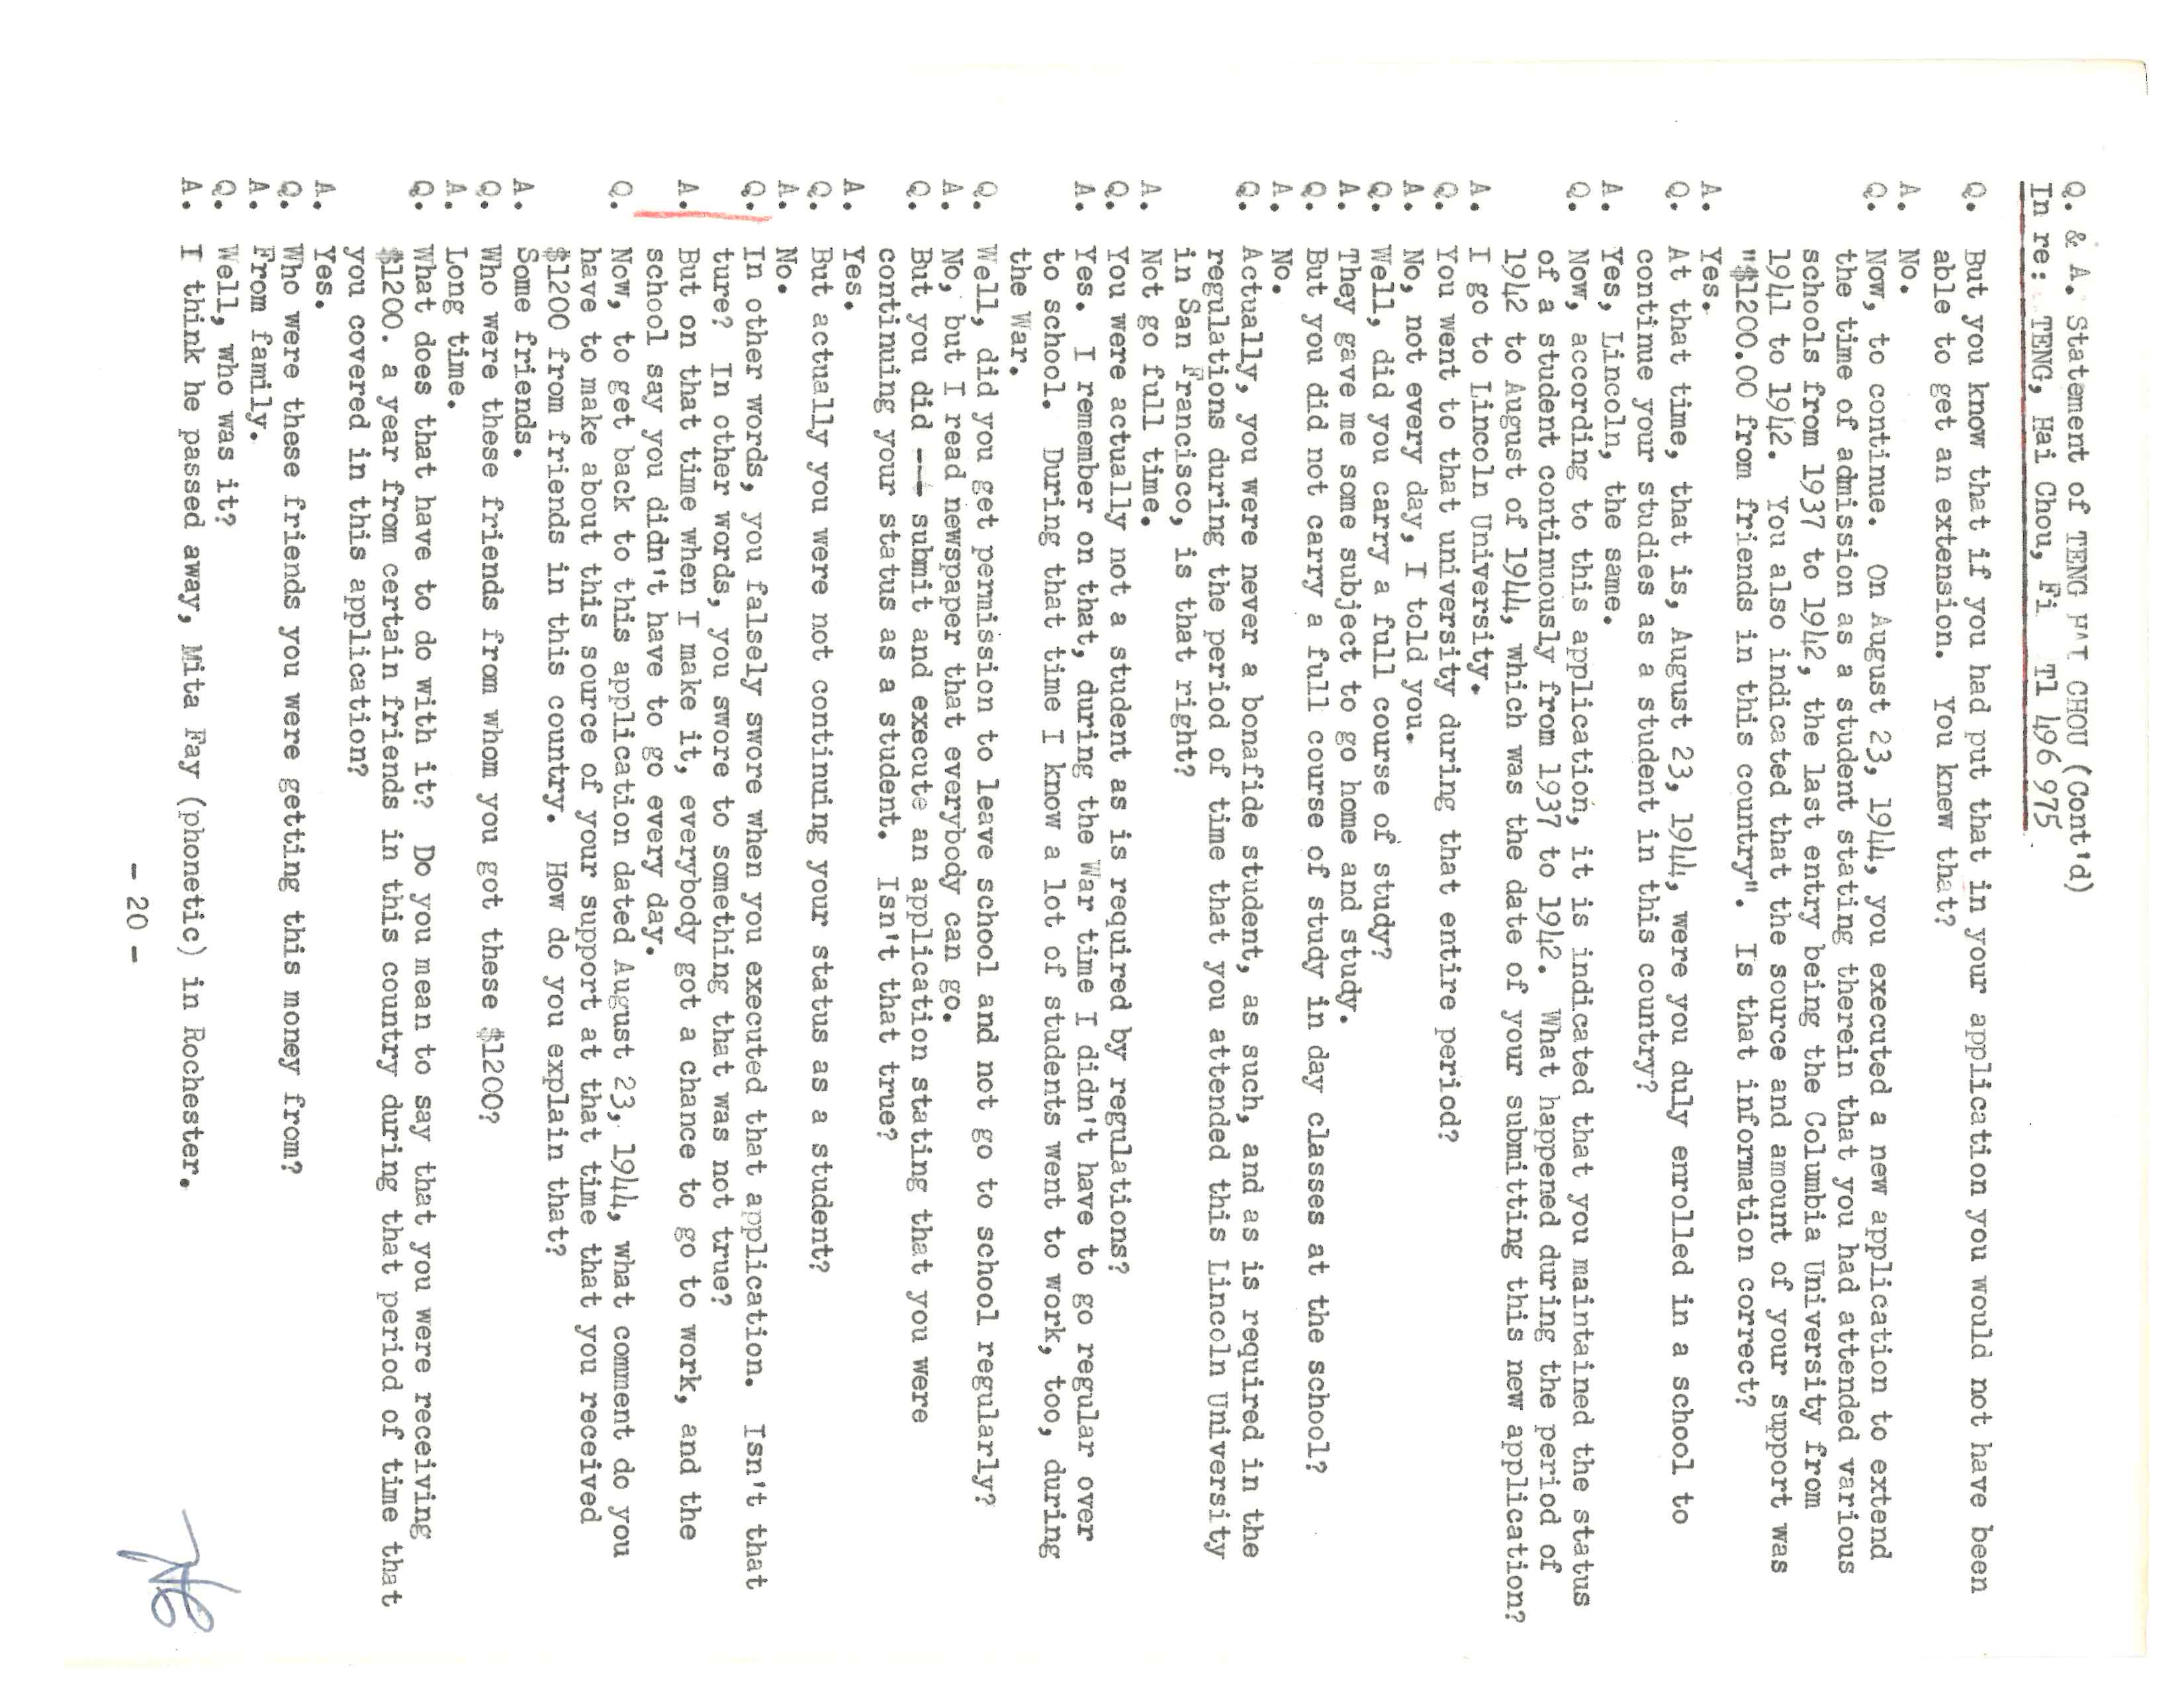 Q. & A. Statement of TENG HAI CHOU (Cont'd)
In re: TENG, Hai Chou, Fi T1 496 975
Q. But you know that if you had put that in your application you would not have been
able to get an extension. You knew that?
A. No.
Q. Now, to continue. On August 23, 1944, you executed a new application to extend
the time of admission as a student stating therein that you had attended various
schools from 1937 to 1942, the last entry being the Columbia University from
1941 to 1942. You also indicated that the source and amount of your support was
"$1200.00 from friends in this country". Is that information correct?
A. Yes.
Q. At that time, that is, August 23, 1944, were you duly enrolled in a school to
continue your studies as a student in this country?
A. Yes, Lincoln, the same.
Q. Now, according to this application, it is indicated that you maintained the status
of a student continuously from 1937 to 1942. What happened during the period of
1942 to August of 1944, which was the date of your submitting this new application?
A. I go to Lincoln University.
Q. You went to that university during that entire period?
A. No, not every day, I told you.
Q. Well, did you carry a full course of study?
A. They gave me some subject to go home and study.
Q. But you did not carry a full course of study in day classes at the school?
A. No.
Q. Actually, you were never a bonafide student, as such, and as is required in the
regulations during the period of time that you attended this Lincoln University
in San Francisco, is that right?
A. Not go full time.
Q. You were actually not a student as is required by regulations?
A. Yes. I remember on that, during the War time I didn't have to go regular over
to school. During that time I know a lot of students went to work, too, during
the War.
Q. Well, did you get permission to leave school and not go to school regularly?
A. No, but I read newspaper that everybody can go.
Q. But you did --- submit and execute an application stating that you were
continuing your status as a student. Isn't that true?
A. Yes.
Q. But actually you were not continuing your status as a student?
A. No.
Q. In other words, you falsely swore when you executed that application. Isn't that
ture? In other words, you swore to something that was not true?
A. But on that time when I make it, everybody got a chance to go to work, and the
school say you didn't have to go every day.
Q. Now, to get back to this application dated August 23, 1944, what comment do you
have to make about this source of your support at that time that you received
$1200 from friends in this country. How do you explain that?
A. Some friends.
Q. Who were these friends from whom you got these $1200?
A. Long time.
Q. What does that have to do with it? Do you mean to say that you were receiving
$1200. a year from certain friends in this country during that period of time that
you covered in this application?
A. Yes.
Q. Who were these friends you were getting this money from?
A. From family.
Q. Well, who was it?
A. I think he passed away, Mita Fay (phonetic) in Rochester.
- 20 -